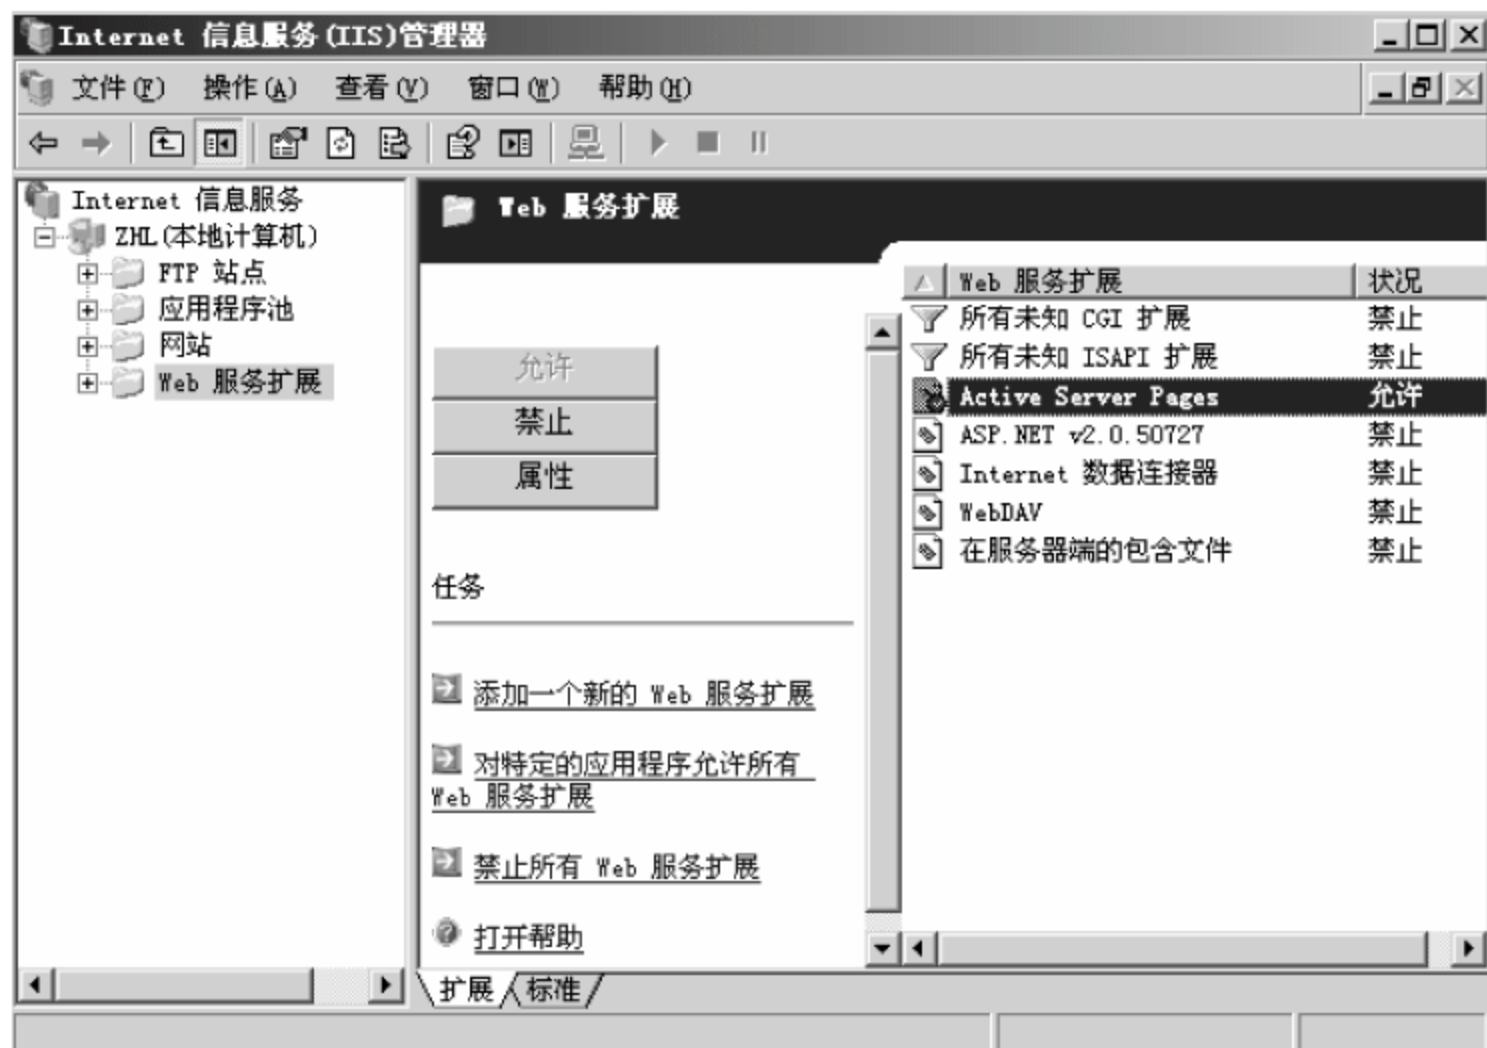 Internet 信息服务(IIS)管理器
文件(F) 操作(A) 查看(V) 窗口(W) 帮助(H)
Internet 信息服务
ZHL(本地计算机)
FTP 站点
应用程序池
网站
Web 服务扩展
Web 服务扩展
允许
禁止
属性
任务
添加一个新的 Web 服务扩展
对特定的应用程序允许所有
Web 服务扩展
禁止所有 Web 服务扩展
打开帮助
Web 服务扩展 状况
所有未知 CGI 扩展 禁止
所有未知 ISAPI 扩展 禁止
Active Server Pages 允许
ASP.NET v2.0.50727 禁止
Internet 数据连接器 禁止
WebDAV 禁止
在服务器端的包含文件 禁止
扩展 标准